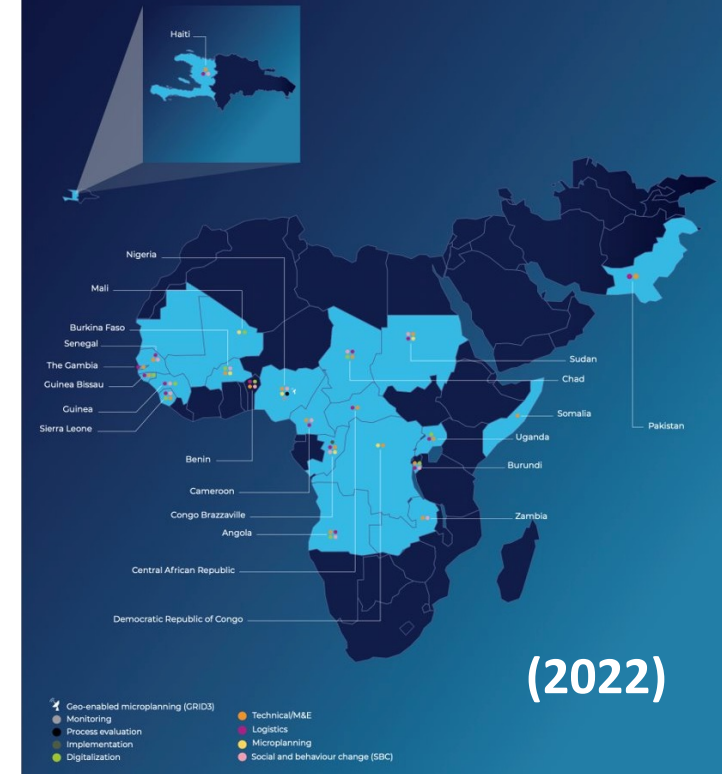 Haiti
Nigeria
Mali
Burkina Faso
Senegal
The Gambia
Guinea Bissau
Guinea
Sierra Leone
Benin
Cameroon
Congo Brazzaville
Angola
Central African Republic
Democratic Republic of Congo
Sudan
Chad
Somalia
Pakistan
Uganda
Burundi
Zambia
(2022)
Geo-enabled microplanning (GRID3)
Monitoring
Process evaluation
Implementation
Digitalization
Technical/M&E
Logistics
Microplanning
Social and behaviour change (SBC)